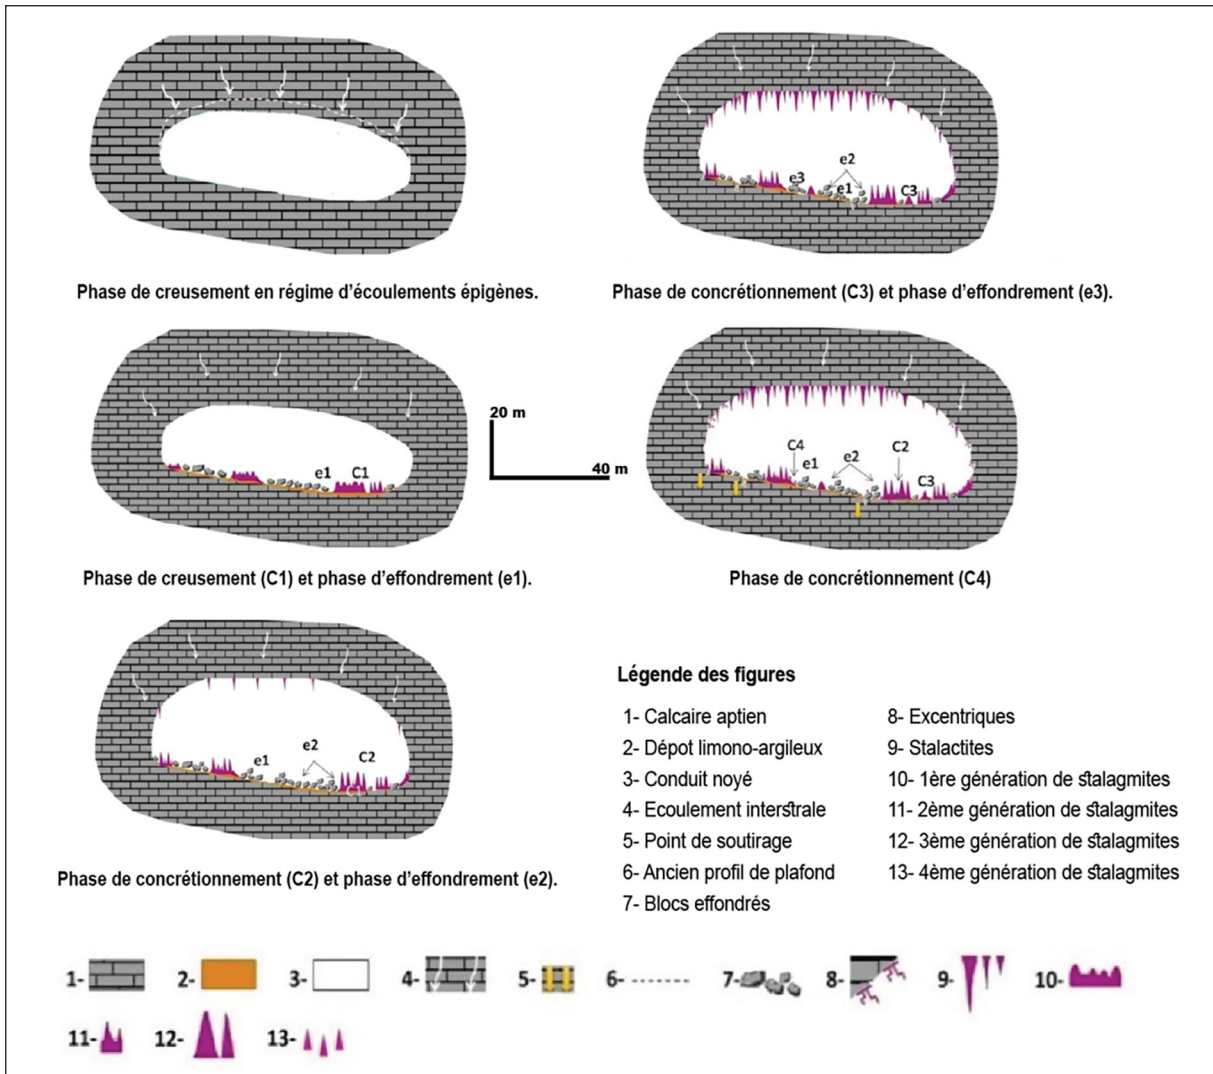 Phase de creusement en régime d'écoulements épigènes.
e2
e3
e1
C3
Phase de concrétionnement (C3) et phase d'effondrement (e3).
e1
C1
Phase de creusement (C1) et phase d'effondrement (e1).
20 m
40 m
C4
e1
e2
C2
C3
Phase de concrétionnement (C4)
e1
e2
C2
Phase de concrétionnement (C2) et phase d'effondrement (e2).
Légende des figures
1- Calcaire aptien
2- Dépot limono-argileux
3- Conduit noyé
4- Ecoulement interstrale
5- Point de soutirage
6- Ancien profil de plafond
7- Blocs effondrés
8- Excentriques
9- Stalactites
10- 1ère génération de stalagmites
11- 2ème génération de stalagmites
12- 3ème génération de stalagmites
13- 4ème génération de stalagmites
1- 2- 3- 4- 5- 6- 7- 8- 9- 10-
11- 12- 13-